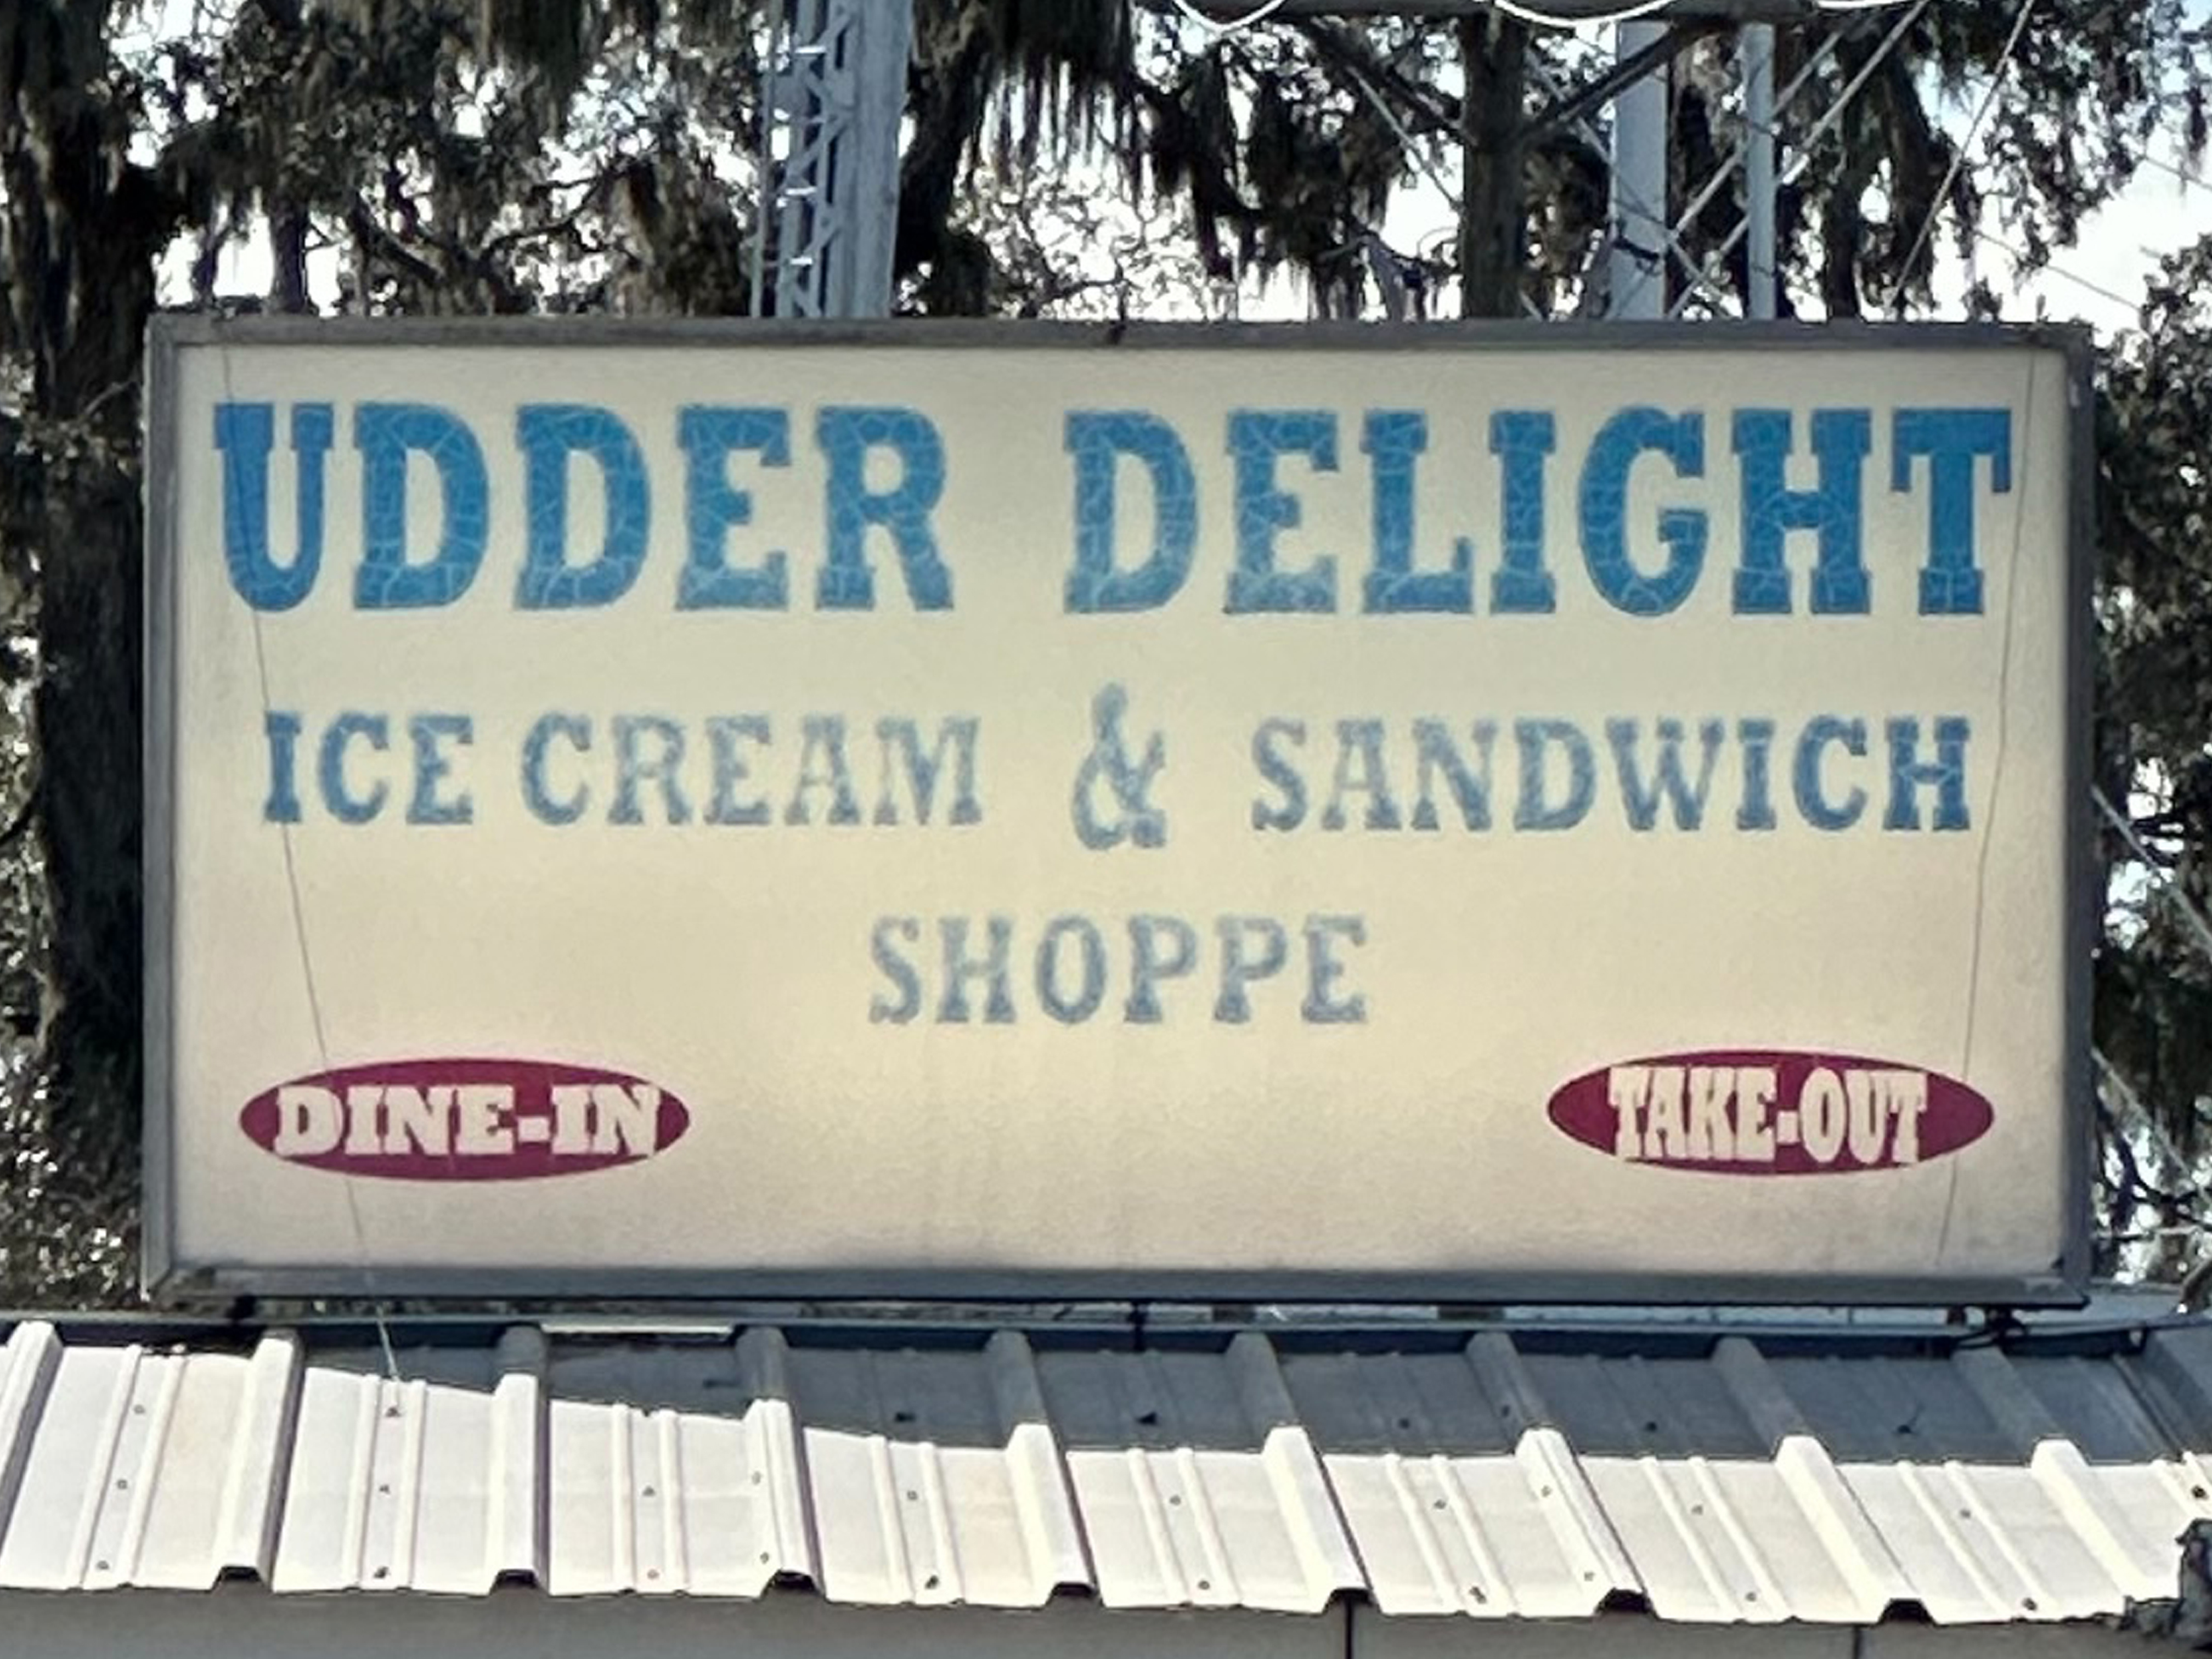 UDDER DELIGHT
ICE CREAM & SANDWICH
SHOPPE
DINE-IN
TAKE-OUT